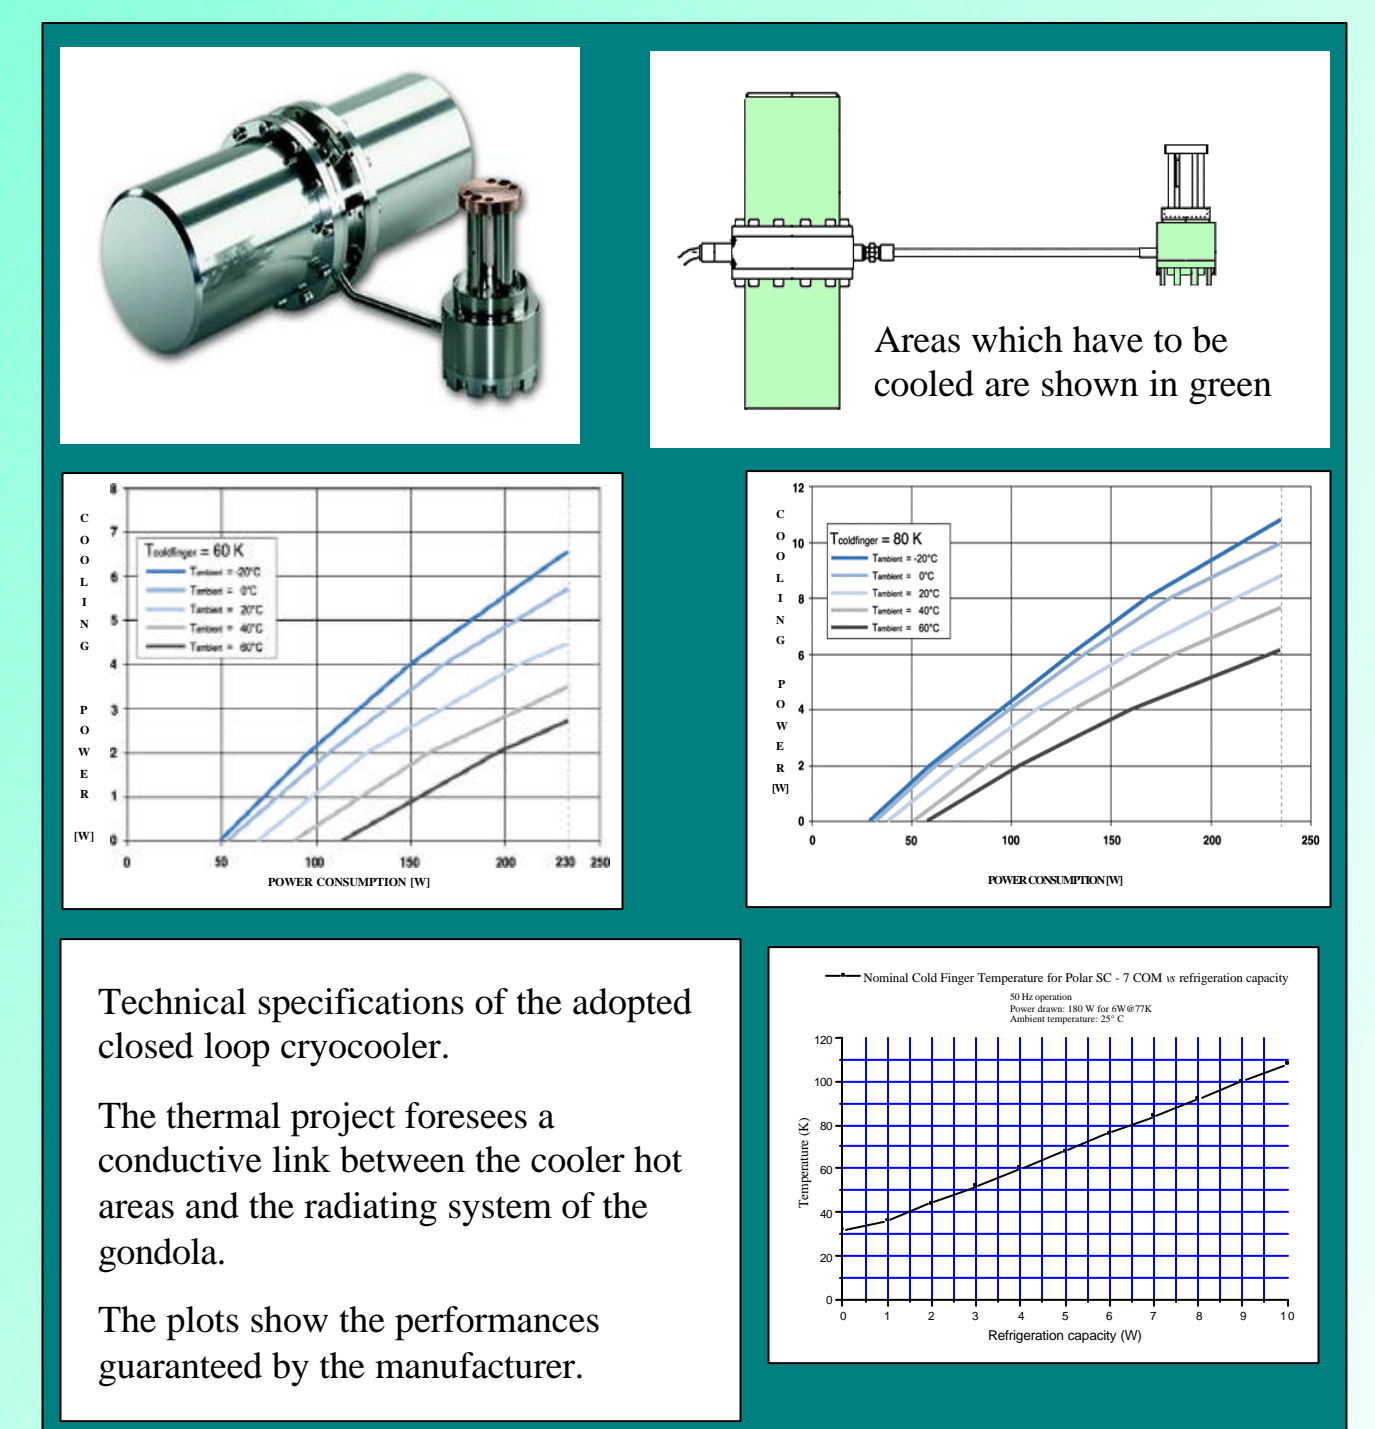 Areas which have to be
cooled are shown in green
COOLING POWER [W]
8
7
6
5
4
3
2
1
0
Tcoldfinger = 60 K
Tambient = -20°C
Tambient = 0°C
Tambient = 20°C
Tambient = 40°C
Tambient = 60°C
0 50 100 150 200 230 250
POWER CONSUMPTION [W]
COOLING POWER [W]
12
10
8
6
4
2
0
Tcoldfinger = 80 K
Tambient = -20°C
Tambient = 0°C
Tambient = 20°C
Tambient = 40°C
Tambient = 60°C
0 50 100 150 200 250
POWER CONSUMPTION [W]
Technical specifications of the adopted
closed loop cryocooler.
The thermal project foresees a
conductive link between the cooler hot
areas and the radiating system of the
gondola.
The plots show the performances
guaranteed by the manufacturer.
Nominal Cold Finger Temperature for Polar SC - 7 COM vs refrigeration capacity
50 Hz operation
Power drawn: 180 W for 6W@77K
Ambient temperature: 25° C
Temperature (K)
120
100
80
60
40
20
0
0 1 2 3 4 5 6 7 8 9 10
Refrigeration capacity (W)